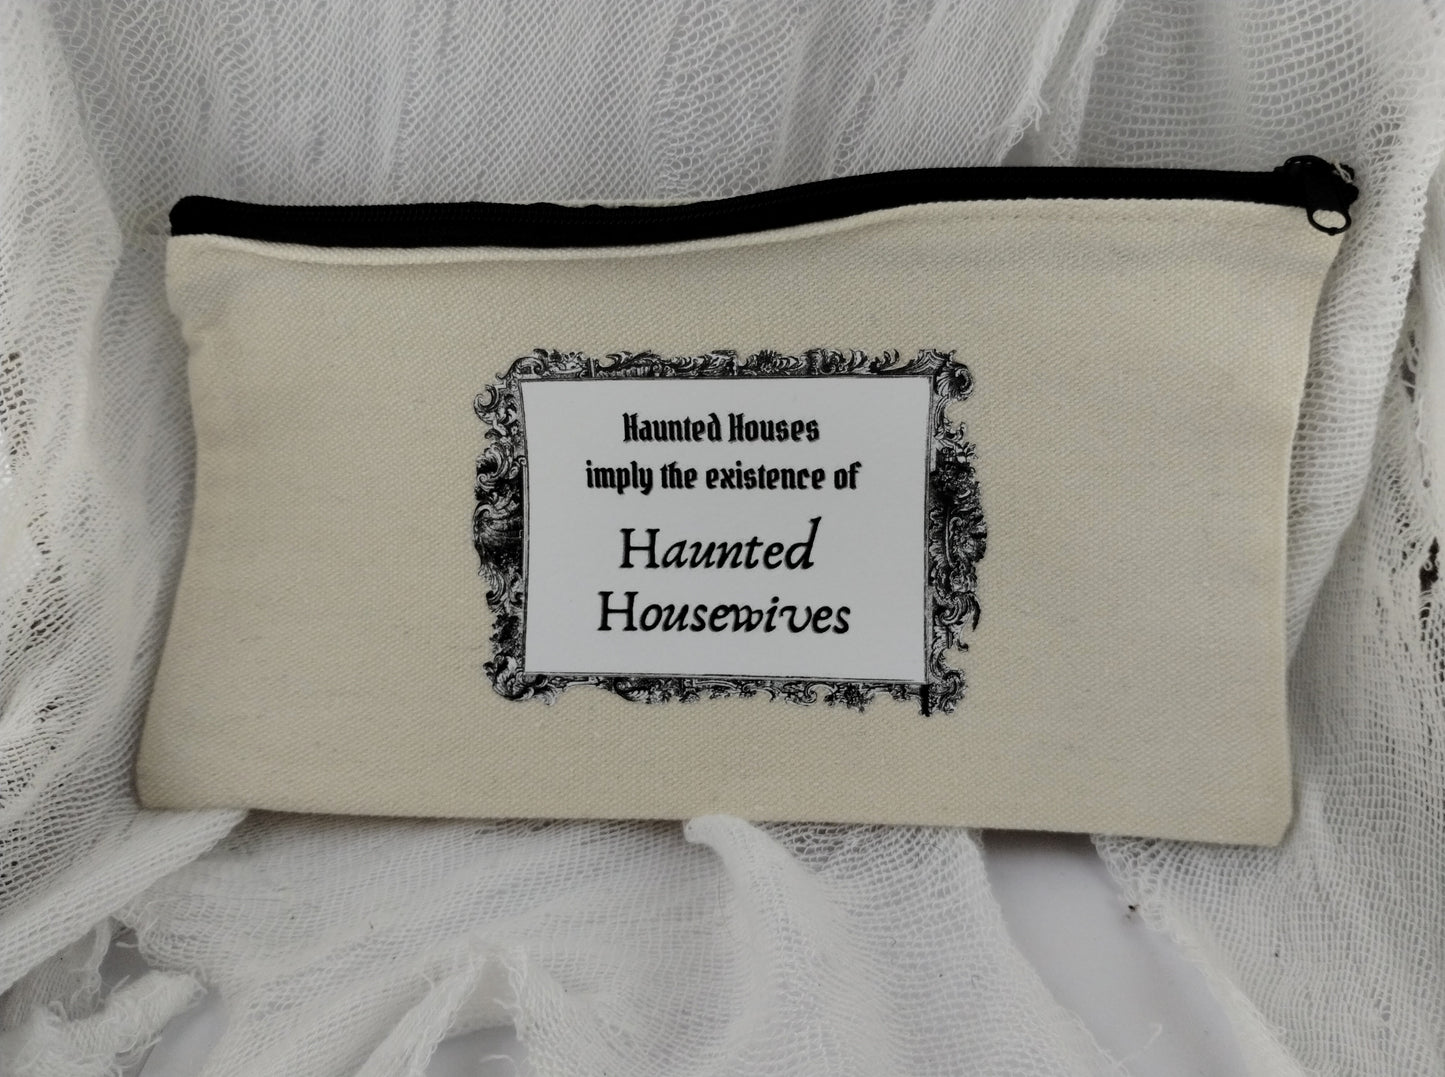 Haunted Houses
imply the existence of
Haunted
Housewives